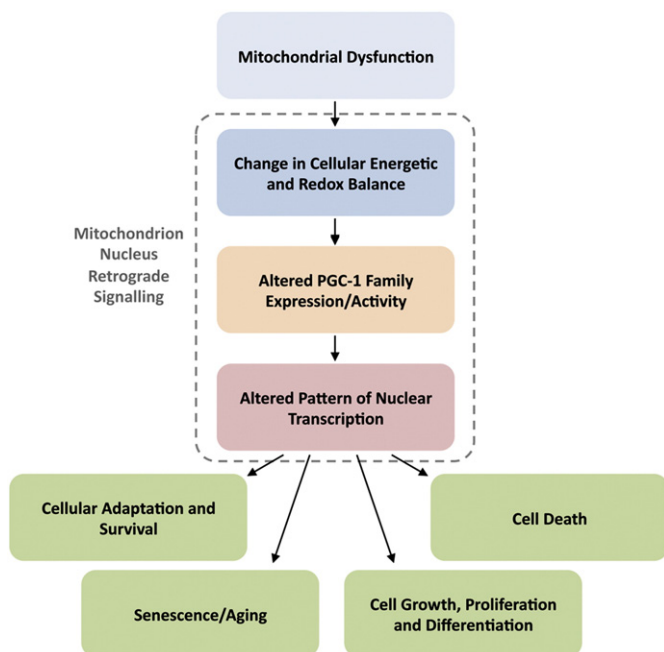 Mitochondrial Dysfunction
Change in Cellular Energetic
and Redox Balance
Mitochondrion
Nucleus
Retrograde
Signalling
Altered PGC-1 Family
Expression/Activity
Altered Pattern of Nuclear
Transcription
Cellular Adaptation and
Survival
Cell Death
Senescence/Aging
Cell Growth, Proliferation
and Differentiation